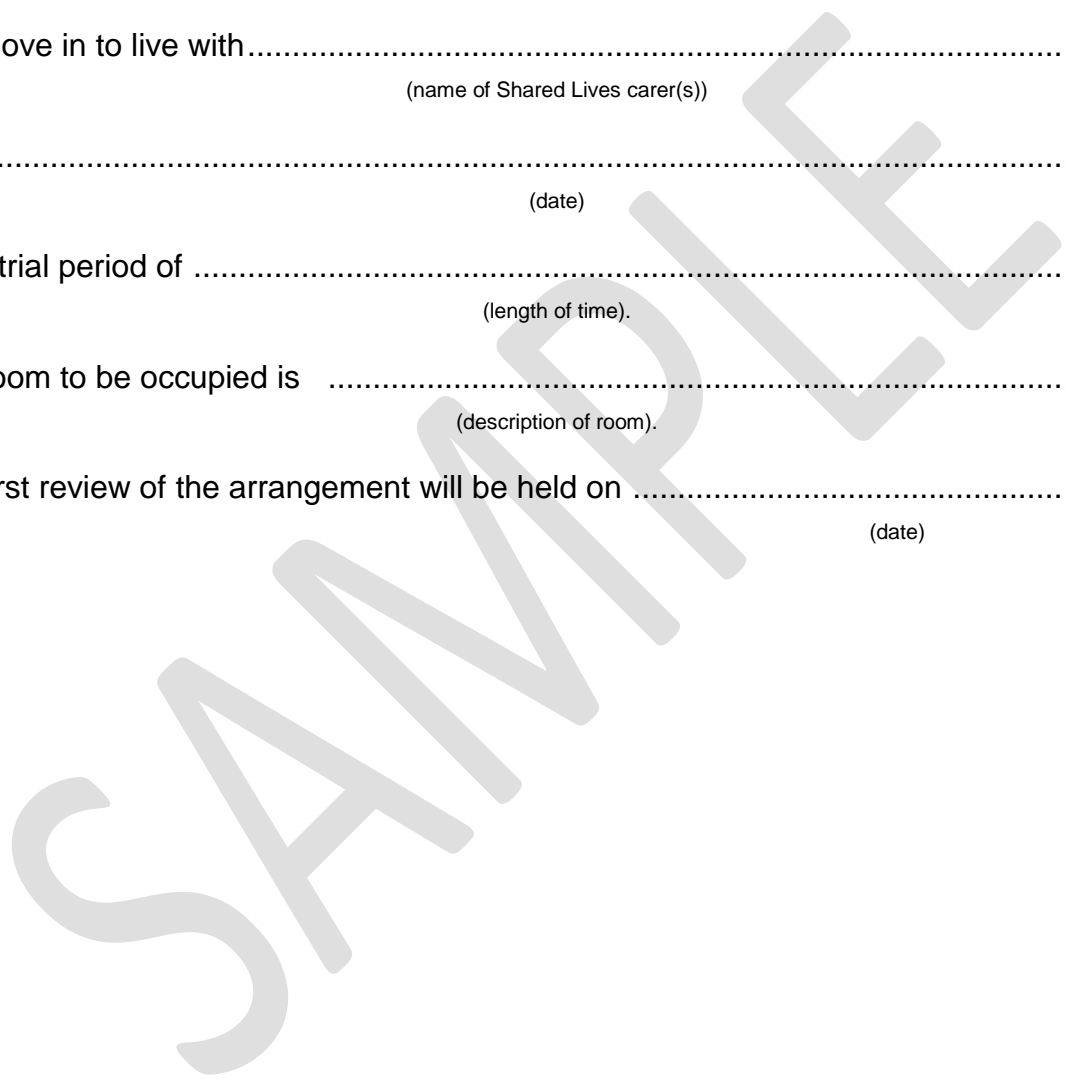 ove in to live with..........................................................................................
(name of Shared Lives carer(s))
.....................................................................................................................
(date)
trial period of ................................................................................................
(length of time).
oom to be occupied is .................................................................................
(description of room).
rst review of the arrangement will be held on ................................................
(date)
SAMPLE